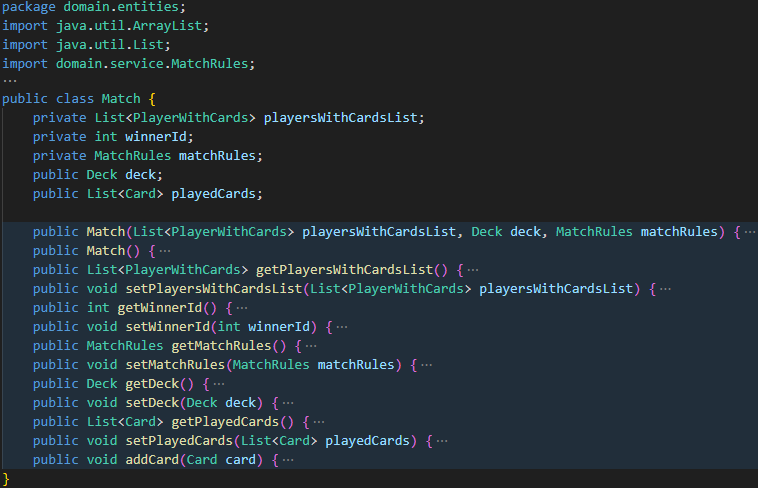 package domain.entities;
import java.util.ArrayList;
import java.util.List;
import domain.service.MatchRules;
···
public class Match {
    private List<PlayerWithCards> playersWithCardsList;
    private int winnerId;
    private MatchRules matchRules;
    public Deck deck;
    public List<Card> playedCards;

    public Match(List<PlayerWithCards> playersWithCardsList, Deck deck, MatchRules matchRules) {···
    public Match() {···
    public List<PlayerWithCards> getPlayersWithCardsList() {···
    public void setPlayersWithCardsList(List<PlayerWithCards> playersWithCardsList) {···
    public int getWinnerId() {···
    public void setWinnerId(int winnerId) {···
    public MatchRules getMatchRules() {···
    public void setMatchRules(MatchRules matchRules) {···
    public Deck getDeck() {···
    public void setDeck(Deck deck) {···
    public List<Card> getPlayedCards() {···
    public void setPlayedCards(List<Card> playedCards) {···
    public void addCard(Card card) {···
}